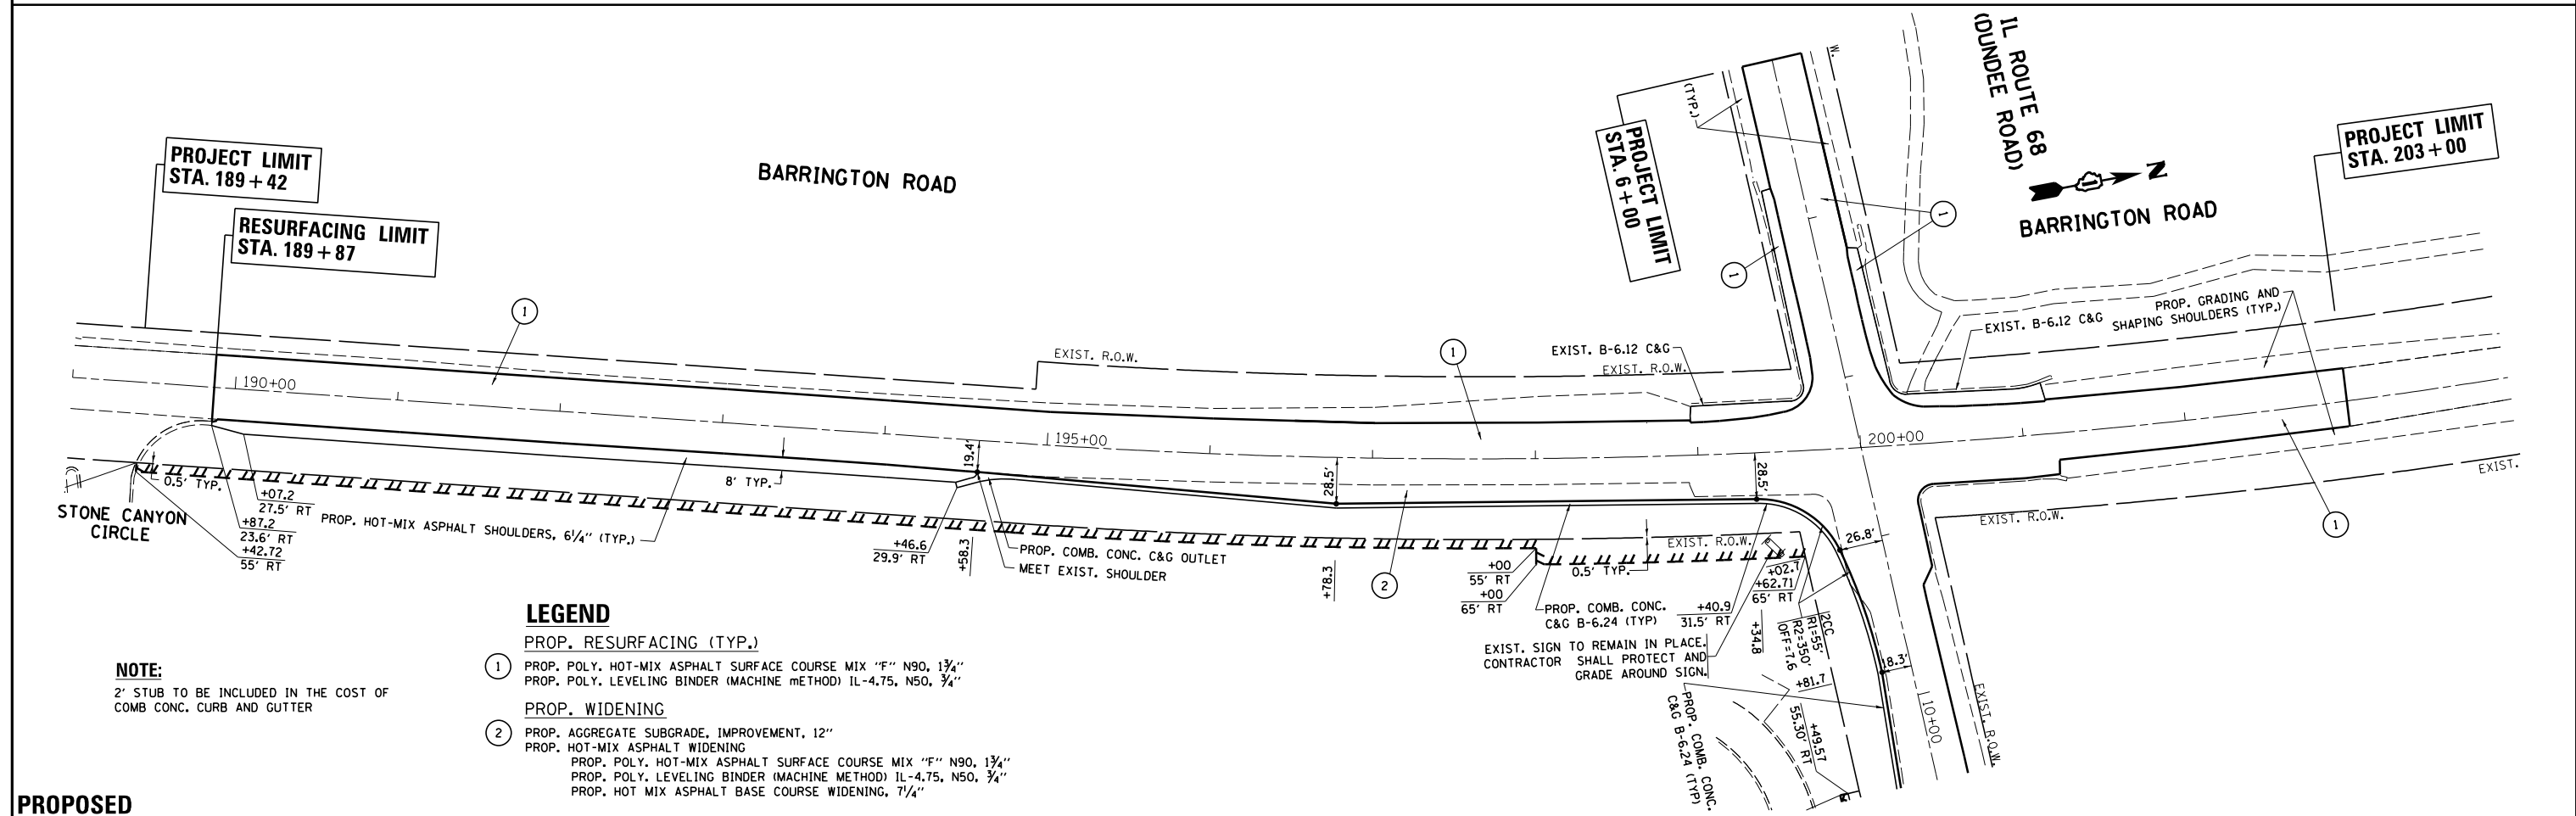 PROJECT LIMIT
STA. 189+42
RESURFACING LIMIT
STA. 189+87
BARRINGTON ROAD
PROJECT LIMIT
STA. 6+00
(TYP.)
W.
IL ROUTE 68
(DUNDEE ROAD)
N
BARRINGTON ROAD
PROJECT LIMIT
STA. 203+00
1
1
1
1
1
2
190+00
195+00
200+00
10+00
EXIST. R.O.W.
EXIST. B-6.12 C&G
EXIST. R.O.W.
EXIST. B-6.12 C&G
PROP. GRADING AND
SHAPING SHOULDERS (TYP.)
EXIST.
EXIST. R.O.W.
EXIST. R.O.W.
EXIST. R.O.W.
STONE CANYON
CIRCLE
0.5' TYP.
+07.2
27.5' RT
+87.2
23.6' RT
+42.72
55' RT
PROP. HOT-MIX ASPHALT SHOULDERS, 6¼" (TYP.)
8' TYP.
19.4'
+46.6
29.9' RT
+58.3
PROP. COMB. CONC. C&G OUTLET
MEET EXIST. SHOULDER
28.5'
+78.3
+00
55' RT
+00
65' RT
0.5' TYP.
PROP. COMB. CONC.
C&G B-6.24 (TYP)
28.5'
+40.9
31.5' RT
+02.7
+62.71
65' RT
26.8'
18.3'
+34.8
2CC
R1=55'
R2=350'
OFF=7.6
+81.7
+49.57
55.30' RT
EXIST. SIGN TO REMAIN IN PLACE.
CONTRACTOR SHALL PROTECT AND
GRADE AROUND SIGN.
PROP. COMB. CONC.
C&G B-6.24 (TYP)
LEGEND
PROP. RESURFACING (TYP.)
1 PROP. POLY. HOT-MIX ASPHALT SURFACE COURSE MIX "F" N90, 1¾"
PROP. POLY. LEVELING BINDER (MACHINE mETHOD) IL-4.75, N50, ¾"
PROP. WIDENING
2 PROP. AGGREGATE SUBGRADE, IMPROVEMENT, 12"
PROP. HOT-MIX ASPHALT WIDENING
PROP. POLY. HOT-MIX ASPHALT SURFACE COURSE MIX "F" N90, 1¾"
PROP. POLY. LEVELING BINDER (MACHINE METHOD) IL-4.75, N50, ¾"
PROP. HOT MIX ASPHALT BASE COURSE WIDENING, 7¼"
NOTE:
2' STUB TO BE INCLUDED IN THE COST OF
COMB CONC. CURB AND GUTTER
PROPOSED